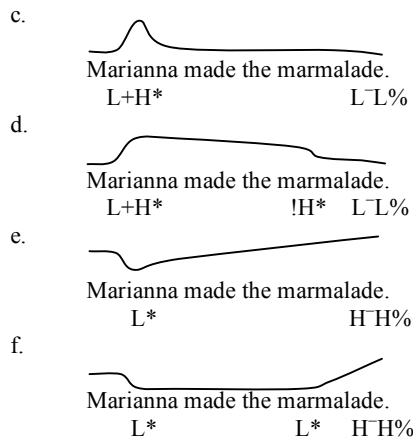 c.
Marianna made the marmalade.
L+H* L⁻L%
d.
Marianna made the marmalade.
L+H* !H* L⁻L%
e.
Marianna made the marmalade.
L* H⁻H%
f.
Marianna made the marmalade.
L* L* H⁻H%